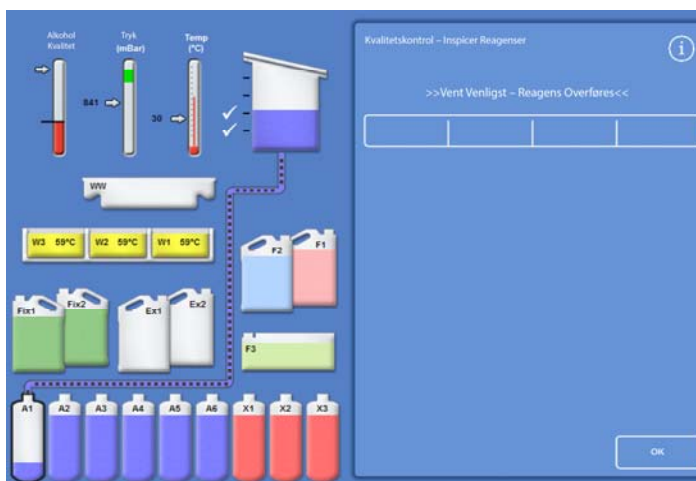 Alkohol
Kvalitet
Tryk
(mBar)
Temp
(°C)
841
30
WW
W3 59°C
W2 59°C
W1 59°C
F2
F1
Fix1
Fix2
Ex1
Ex2
F3
A1
A2
A3
A4
A5
A6
X1
X2
X3
Kvalitetskontrol – Inspicer Reagenser
i
>>Vent Venligst – Reagens Overføres<<
OK